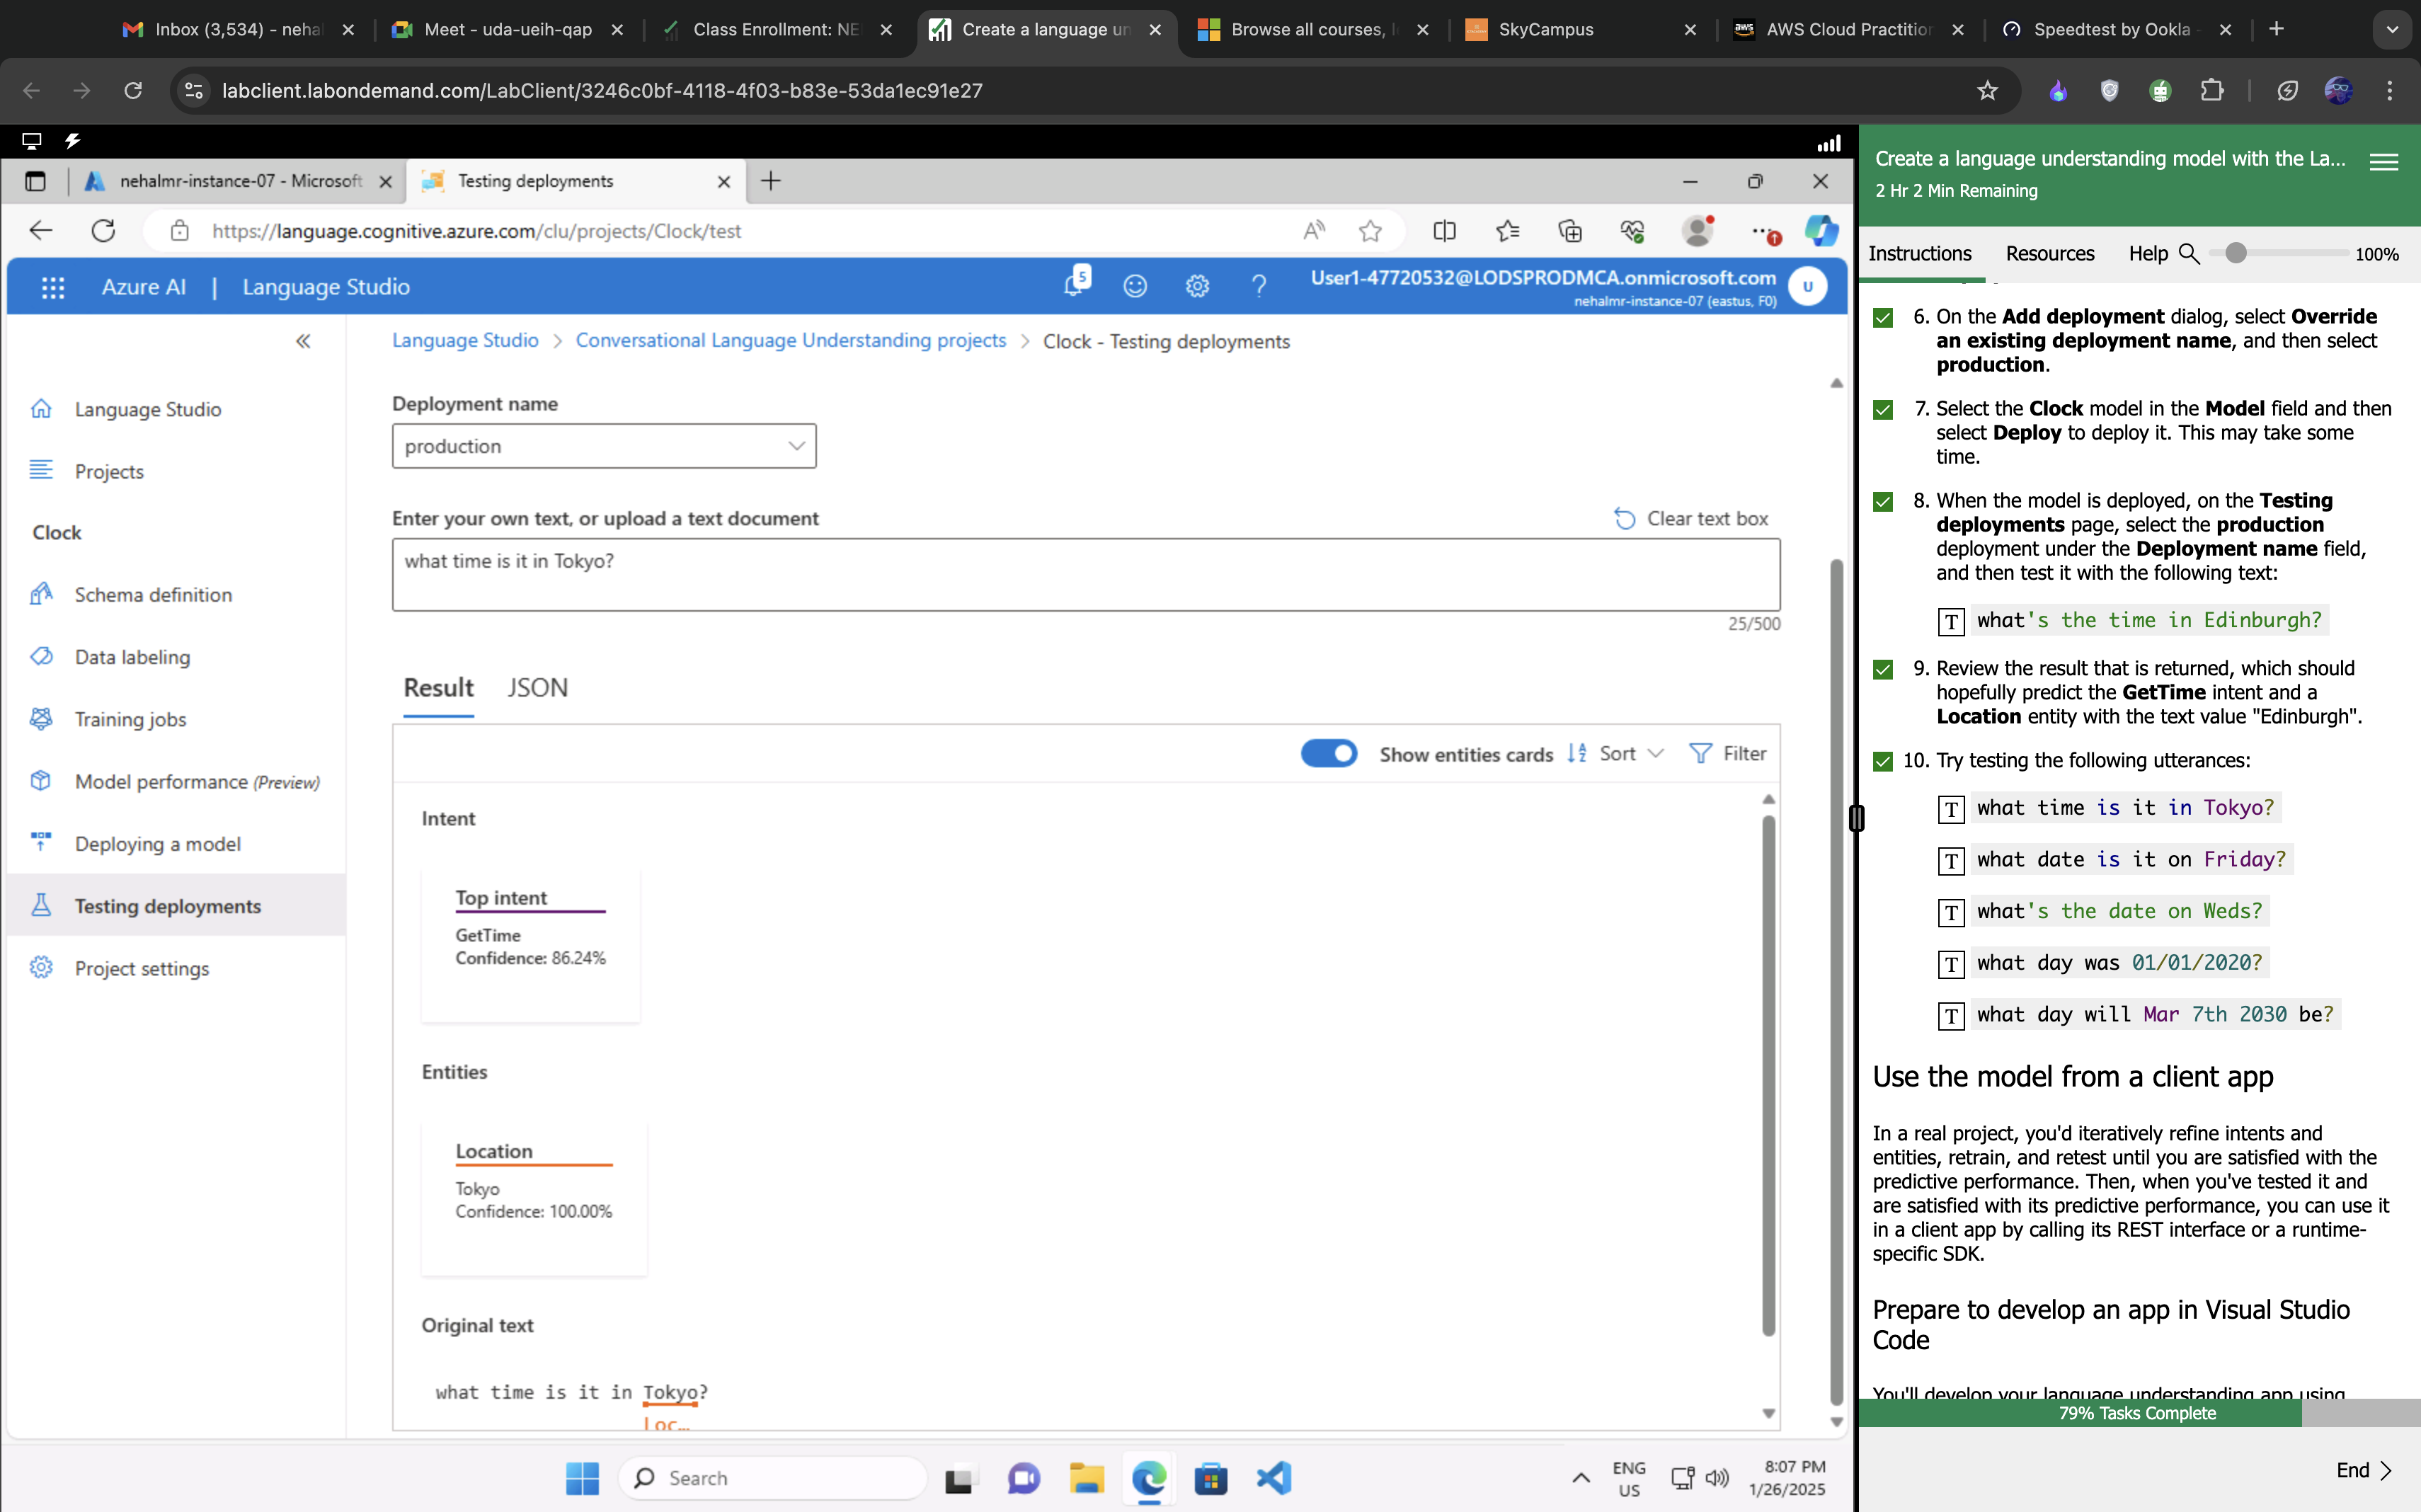 Inbox (3,534) - neha
Meet - uda-ueih-qap
Class Enrollment: NE
Create a language un
Browse all courses, l
SkyCampus
aws
AWS Cloud Practition
Speedtest by Ookla -
labclient.labondemand.com/LabClient/3246c0bf-4118-4f03-b83e-53da1ec91e27
nehalmr-instance-07 - Microsoft
Testing deployments
https://language.cognitive.azure.com/clu/projects/Clock/test
Azure AI | Language Studio
5
User1-47720532@LODSPRODMCA.onmicrosoft.com
nehalmr-instance-07 (eastus, F0)
U
Language Studio > Conversational Language Understanding projects > Clock - Testing deployments
Language Studio
Projects
Clock
Schema definition
Data labeling
Training jobs
Model performance (Preview)
Deploying a model
Testing deployments
Project settings
Deployment name
production
Enter your own text, or upload a text document
Clear text box
what time is it in Tokyo?
25/500
Result
JSON
Show entities cards
Sort
Filter
Intent
Top intent
GetTime
Confidence: 86.24%
Entities
Location
Tokyo
Confidence: 100.00%
Original text
what time is it in Tokyo?
Loc...
Search
ENG
US
8:07 PM
1/26/2025
Create a language understanding model with the La...
2 Hr 2 Min Remaining
Instructions
Resources
Help
100%
6. On the Add deployment dialog, select Override
an existing deployment name, and then select
production.
7. Select the Clock model in the Model field and then
select Deploy to deploy it. This may take some
time.
8. When the model is deployed, on the Testing
deployments page, select the production
deployment under the Deployment name field,
and then test it with the following text:
T what's the time in Edinburgh?
9. Review the result that is returned, which should
hopefully predict the GetTime intent and a
Location entity with the text value "Edinburgh".
10. Try testing the following utterances:
T what time is it in Tokyo?
T what date is it on Friday?
T what's the date on Weds?
T what day was 01/01/2020?
T what day will Mar 7th 2030 be?
Use the model from a client app
In a real project, you'd iteratively refine intents and
entities, retrain, and retest until you are satisfied with the
predictive performance. Then, when you've tested it and
are satisfied with its predictive performance, you can use it
in a client app by calling its REST interface or a runtime-
specific SDK.
Prepare to develop an app in Visual Studio
Code
You'll develop your language understanding app using
79% Tasks Complete
End